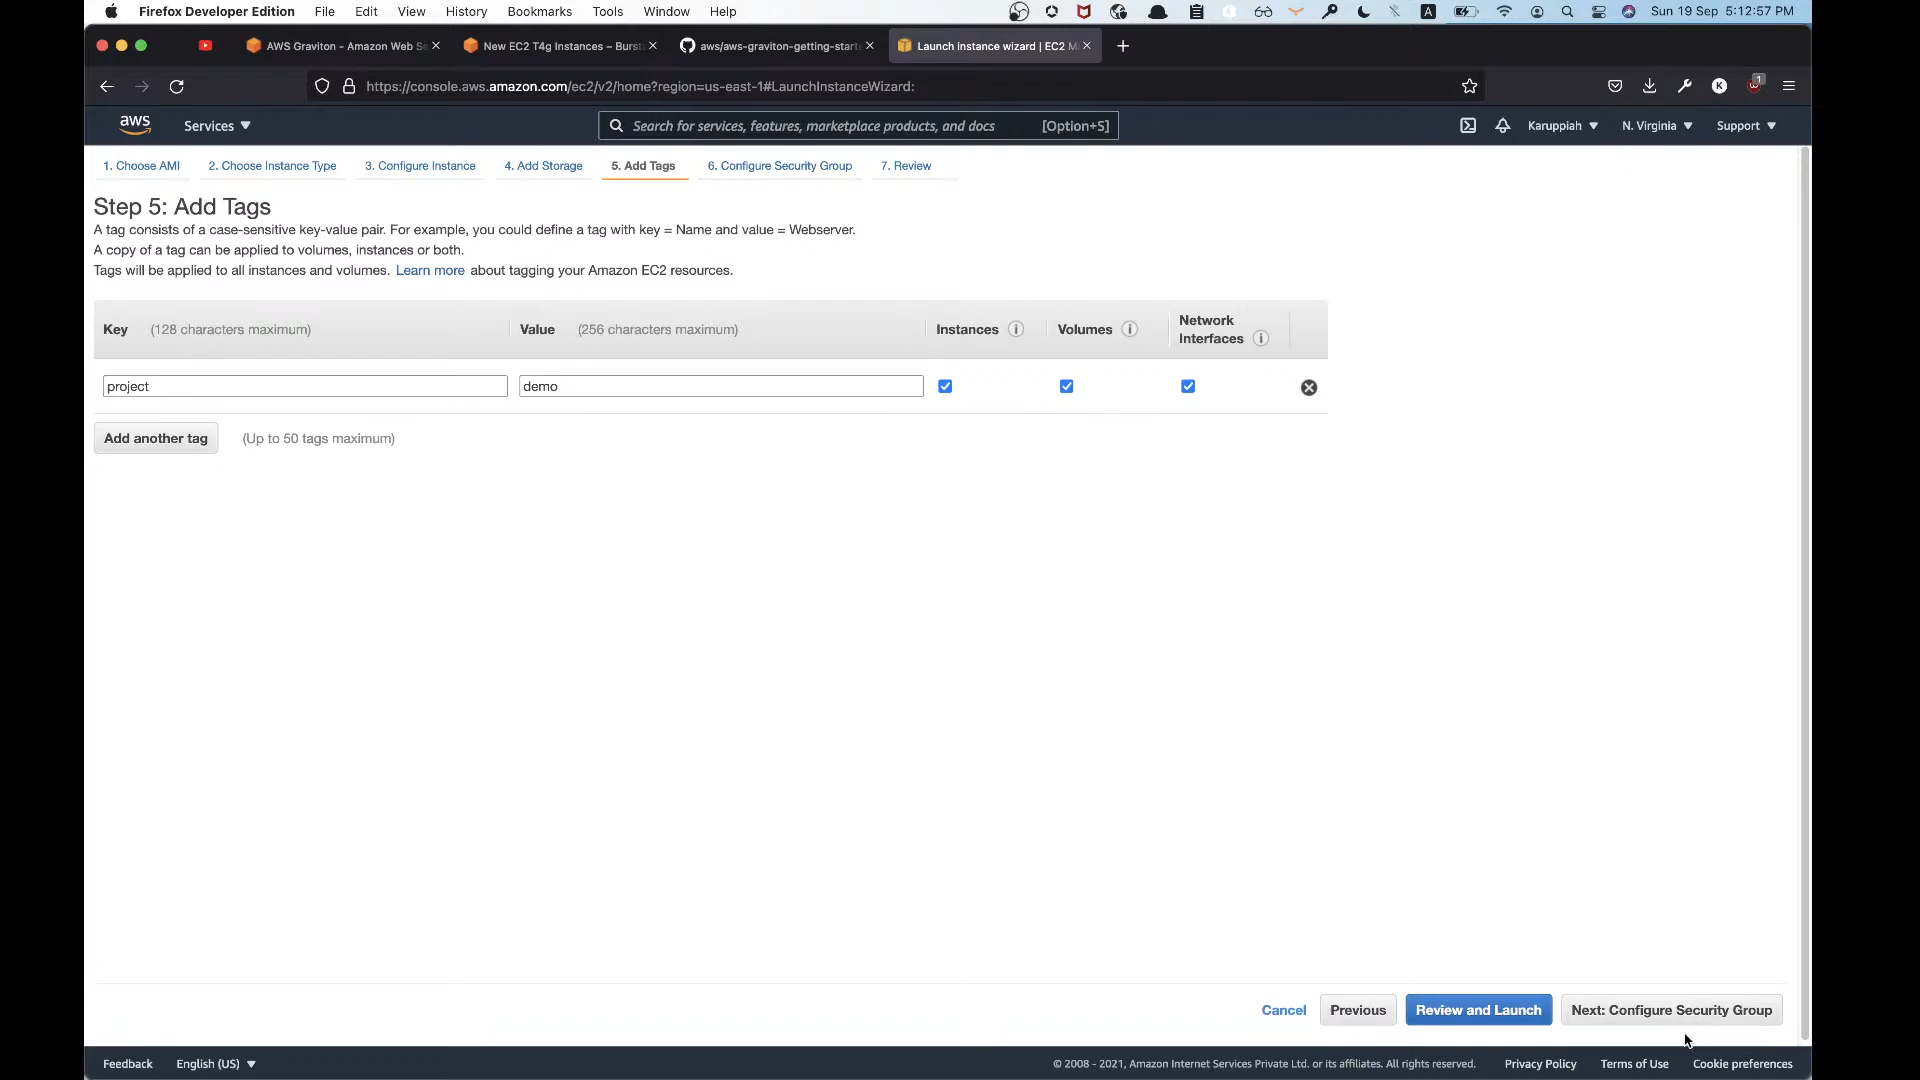 Firefox Developer Edition File Edit View History Bookmarks Tools Window Help A Sun 19 Sep 5:12:57 PM
AWS Graviton - Amazon Web Se New EC2 T4g Instances – Burst aws/aws-graviton-getting-start Launch instance wizard | EC2 M
https://console.aws.amazon.com/ec2/v2/home?region=us-east-1#LaunchInstanceWizard: K 1
aws Services Search for services, features, marketplace products, and docs [Option+S] Karuppiah N. Virginia Support
1. Choose AMI 2. Choose Instance Type 3. Configure Instance 4. Add Storage 5. Add Tags 6. Configure Security Group 7. Review
Step 5: Add Tags
A tag consists of a case-sensitive key-value pair. For example, you could define a tag with key = Name and value = Webserver.
A copy of a tag can be applied to volumes, instances or both.
Tags will be applied to all instances and volumes. Learn more about tagging your Amazon EC2 resources.
Key (128 characters maximum) Value (256 characters maximum) Instances i Volumes i Network Interfaces i
project demo
Add another tag (Up to 50 tags maximum)
Cancel Previous Review and Launch Next: Configure Security Group
Feedback English (US) © 2008 - 2021, Amazon Internet Services Private Ltd. or its affiliates. All rights reserved. Privacy Policy Terms of Use Cookie preferences